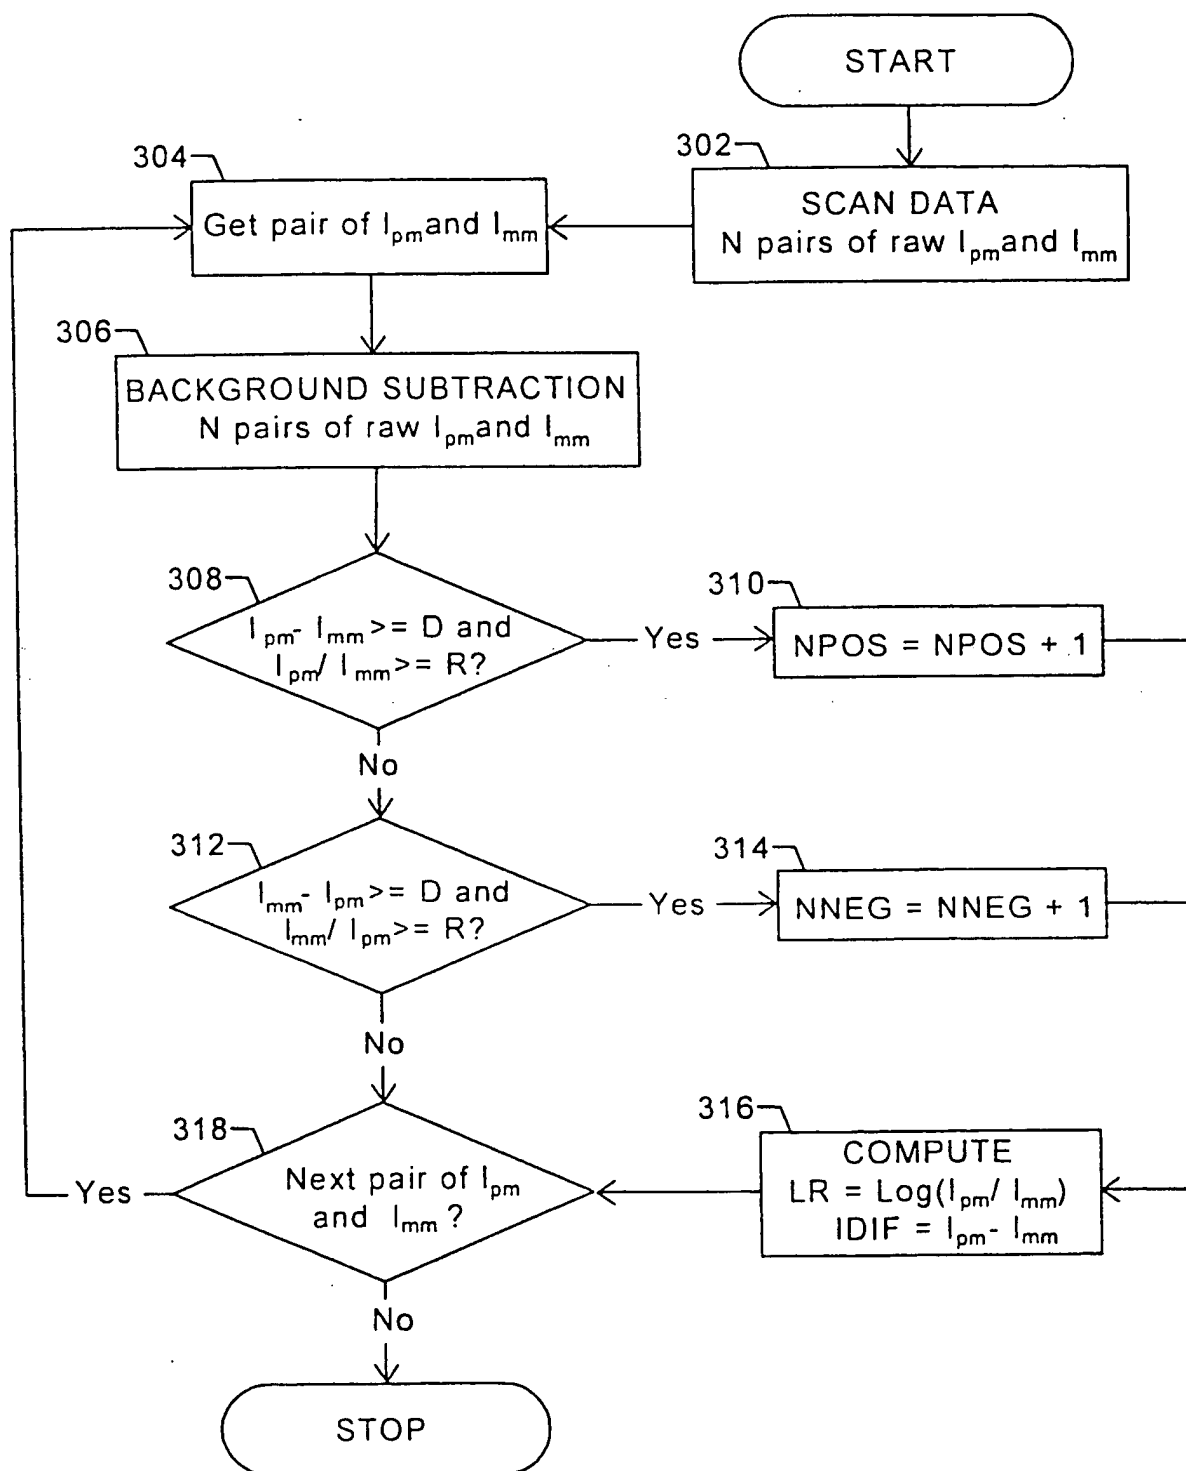 START
302
SCAN DATA
N pairs of raw Ipm and Imm
304
Get pair of Ipm and Imm
306
BACKGROUND SUBTRACTION
N pairs of raw Ipm and Imm
308
Ipm- Imm >= D and
Ipm/ Imm >= R?
Yes
310
NPOS = NPOS + 1
No
312
Imm- Ipm >= D and
Imm/ Ipm >= R?
Yes
314
NNEG = NNEG + 1
No
316
COMPUTE
LR = Log(Ipm/ Imm)
IDIF = Ipm- Imm
318
Next pair of Ipm
and Imm ?
Yes
No
STOP